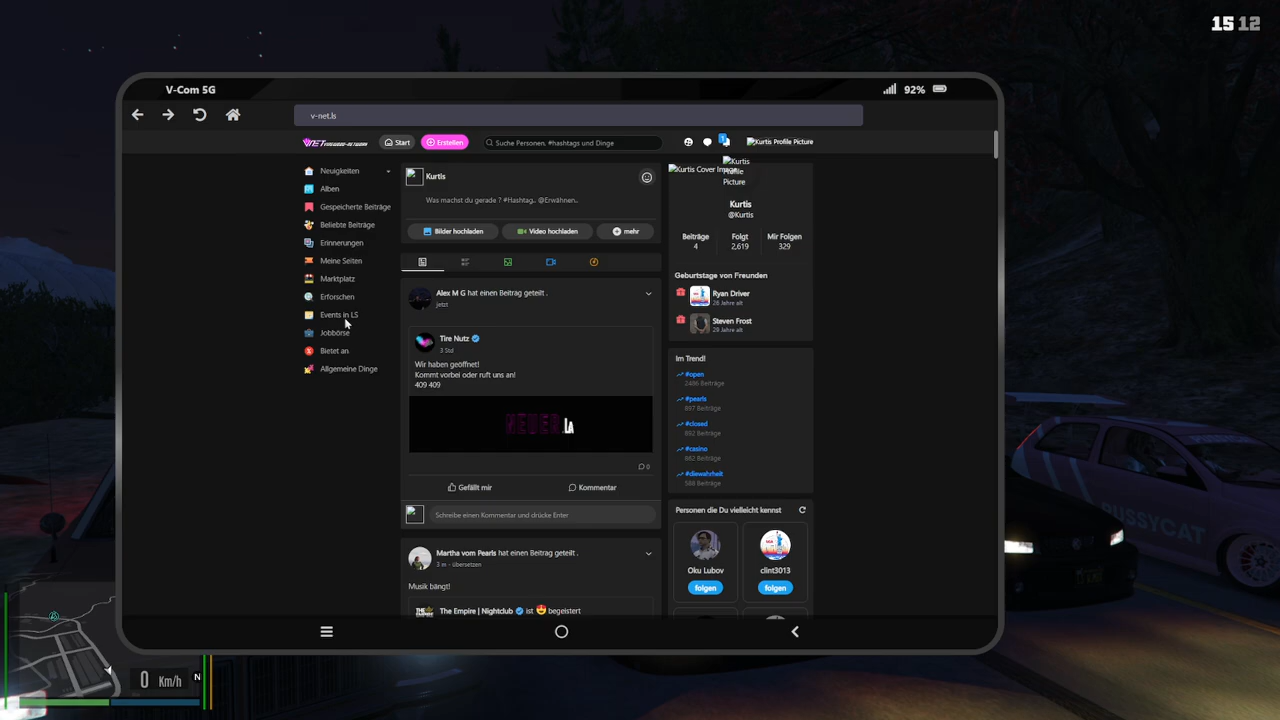 15 12
V-Com 5G
92%
v-net.ls
VNET
Start
Erstellen
Suche Personen, #hashtags und Dinge
1
Kurtis Profile Picture
Neuigkeiten
Alben
Gespeicherte Beiträge
Beliebte Beiträge
Erinnerungen
Meine Seiten
Marktplatz
Erforschen
Events in LS
Jobbörse
Bietet an
Allgemeine Dinge
Kurtis
Was machst du gerade ? #Hashtag.. @Erwähnen..
Bilder hochladen
Video hochladen
mehr
Alex M G hat einen Beitrag geteilt .
jetzt
Tire Nutz
3 Std
Wir haben geöffnet!
Kommt vorbei oder ruft uns an!
409 409
NEUER.LA
0
Gefällt mir
Kommentar
Schreibe einen Kommentar und drücke Enter
Martha vom Pearls hat einen Beitrag geteilt .
3 m - übersetzen
Musik bängt!
The Empire | Nightclub ist 😍 begeistert
Kurtis Cover Image
Kurtis
Profile
Picture
Kurtis
@Kurtis
Beiträge
4
Folgt
2,619
Mir Folgen
329
Geburtstage von Freunden
Ryan Driver
26 Jahre alt
Steven Frost
29 Jahre alt
Im Trend!
#open
2486 Beiträge
#pearls
897 Beiträge
#closed
892 Beiträge
#casino
882 Beiträge
#diewahrheit
588 Beiträge
Personen die Du vielleicht kennst
Oku Lubov
folgen
clint3013
folgen
PUSSYCAT
0 Km/h
N